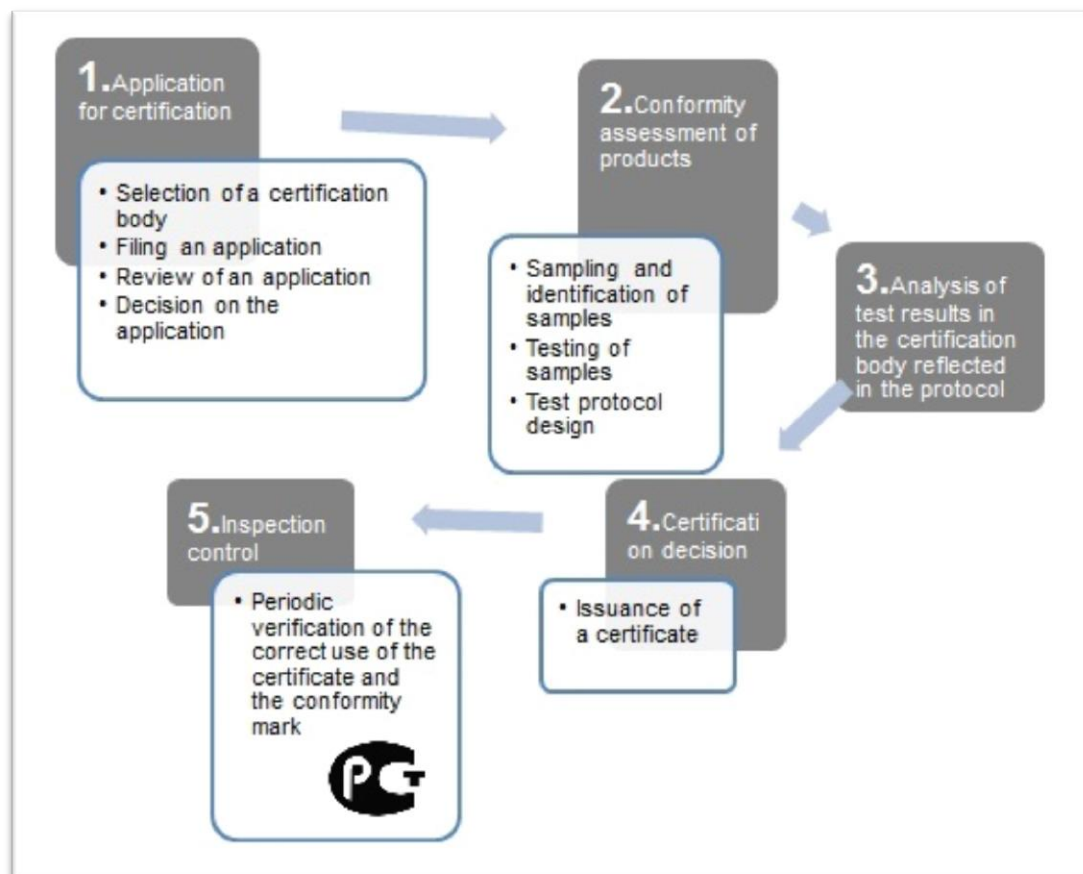 1.Application
for certification
• Selection of a certification
body
• Filing an application
• Review of an application
• Decision on the
application
2.Conformity
assessment of
products
• Sampling and
identification of
samples
• Testing of
samples
• Test protocol
design
3.Analysis of
test results in
the certification
body reflected
in the protocol
4.Certificati
on decision
• Issuance of
a certificate
5.Inspection
control
• Periodic
verification of the
correct use of the
certificate and
the conformity
mark
РСТ